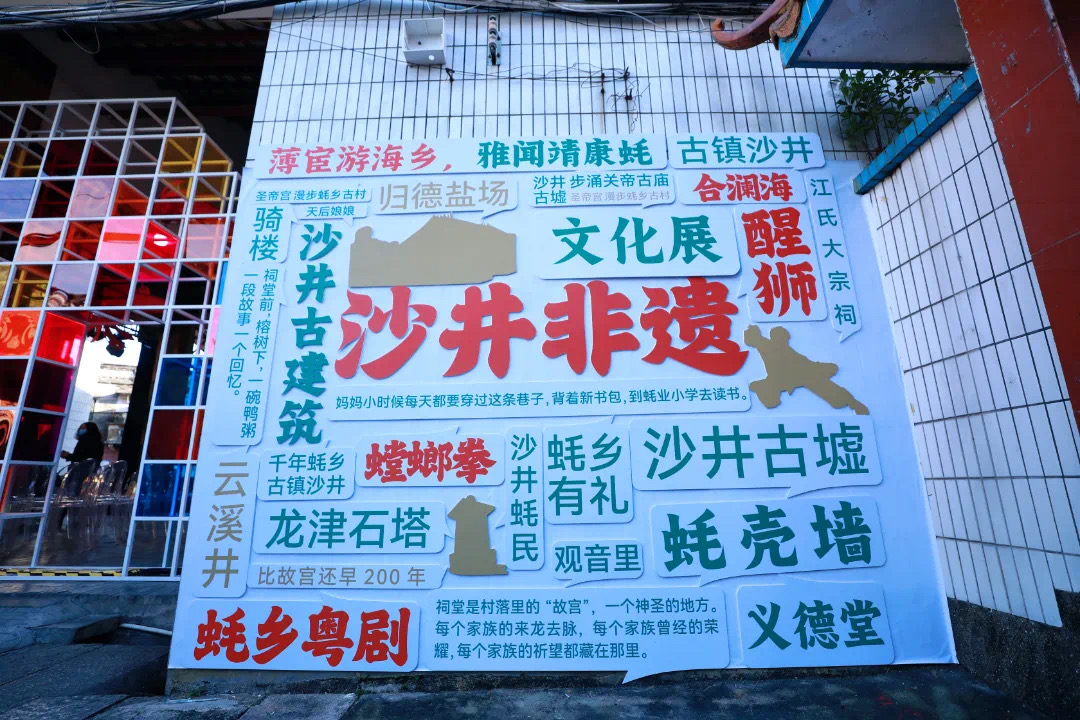 薄宦游海乡，雅闻靖康蚝
古镇沙井
圣帝宫 漫步蚝乡古村
归德盐场
沙井 步涌关帝古庙
古墟 圣帝宫 漫步蚝乡古村
合澜海
江氏大宗祠
骑楼
天后娘娘
沙井古建筑
文化展
醒狮
祠堂前，榕树下，一碗鸭粥
一段故事一个回忆。
沙井非遗
妈妈小时候每天都要穿过这条巷子，背着新书包，到蚝业小学去读书。
云溪井
千年蚝乡
古镇沙井
螳螂拳
沙井蚝民
蚝乡
有礼
沙井古墟
龙津石塔
观音里
蚝壳墙
比故宫还早 200 年
蚝乡粤剧
祠堂是村落里的“故宫”，一个神圣的地方。
每个家族的来龙去脉，每个家族曾经的荣
耀，每个家族的祈望都藏在那里。
义德堂